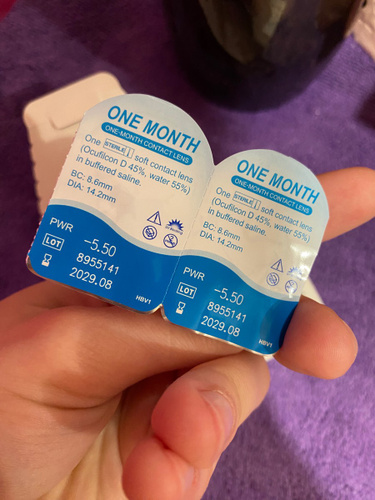 ONE MONTH
ONE-MONTH CONTACT LENS
One STERILE soft contact lens
(Ocufilcon D 45%, water 55%)
in buffered saline.
BC: 8.6mm
DIA: 14.2mm
PWR -5.50
LOT 8955141
2029.08
HBV1
ONE MONTH
ONE-MONTH CONTACT LENS
One STERILE soft contact lens
(Ocufilcon D 45%, water 55%)
in buffered saline.
BC: 8.6mm
DIA: 14.2mm
PWR -5.50
LOT 8955141
2029.08
HBV1